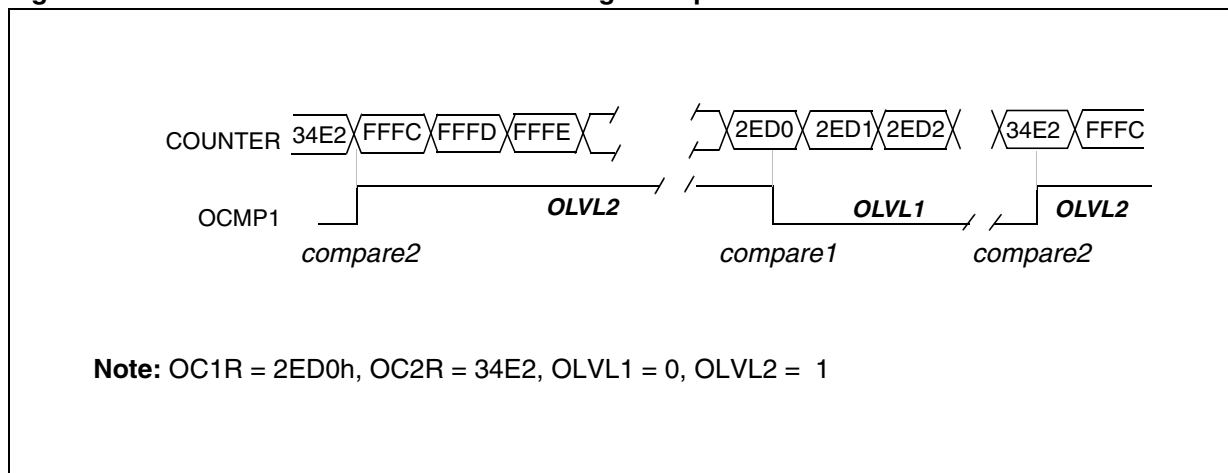 COUNTER 34E2 FFFC FFFD FFFE 2ED0 2ED1 2ED2 34E2 FFFC
OCMP1 OLVL2 OLVL1 OLVL2
compare2 compare1 compare2
Note: OC1R = 2ED0h, OC2R = 34E2, OLVL1 = 0, OLVL2 = 1